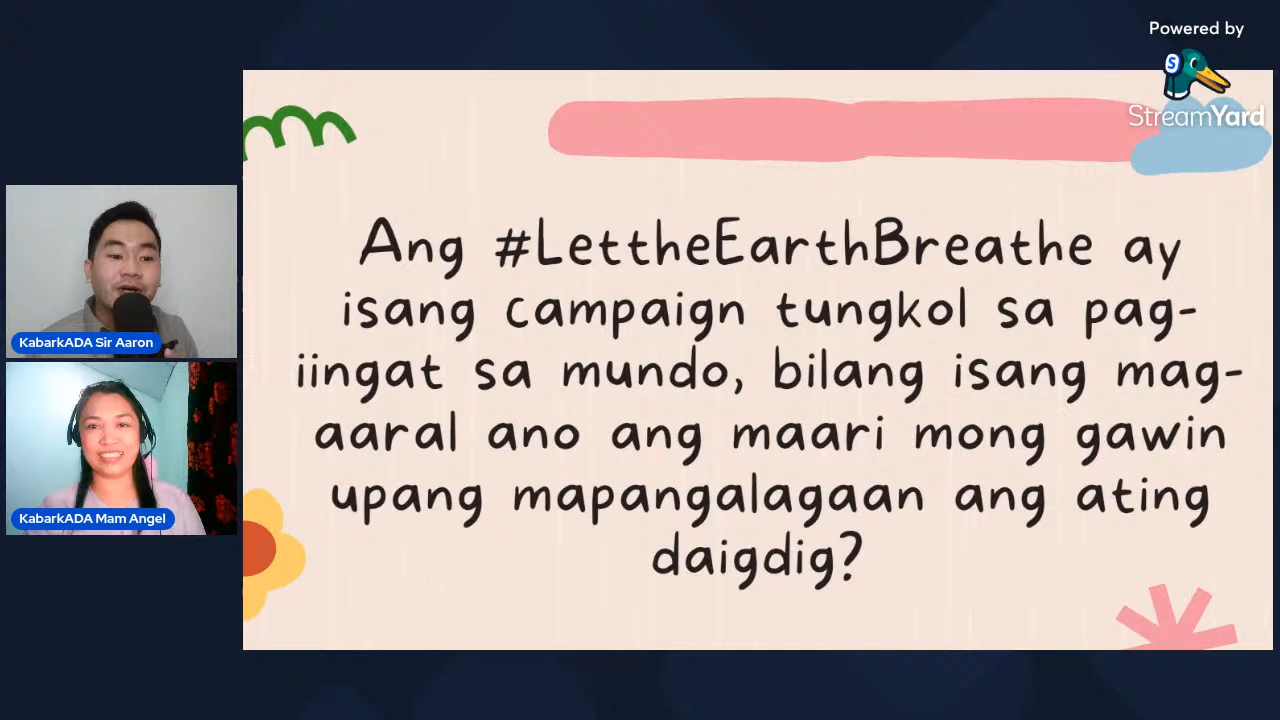 Powered by
StreamYard
Ang #LettheEarthBreathe ay
isang campaign tungkol sa pag-
iingat sa mundo, bilang isang mag-
aaral ano ang maari mong gawin
upang mapangalagaan ang ating
daigdig?
KabarkADA Sir Aaron
KabarkADA Mam Angel